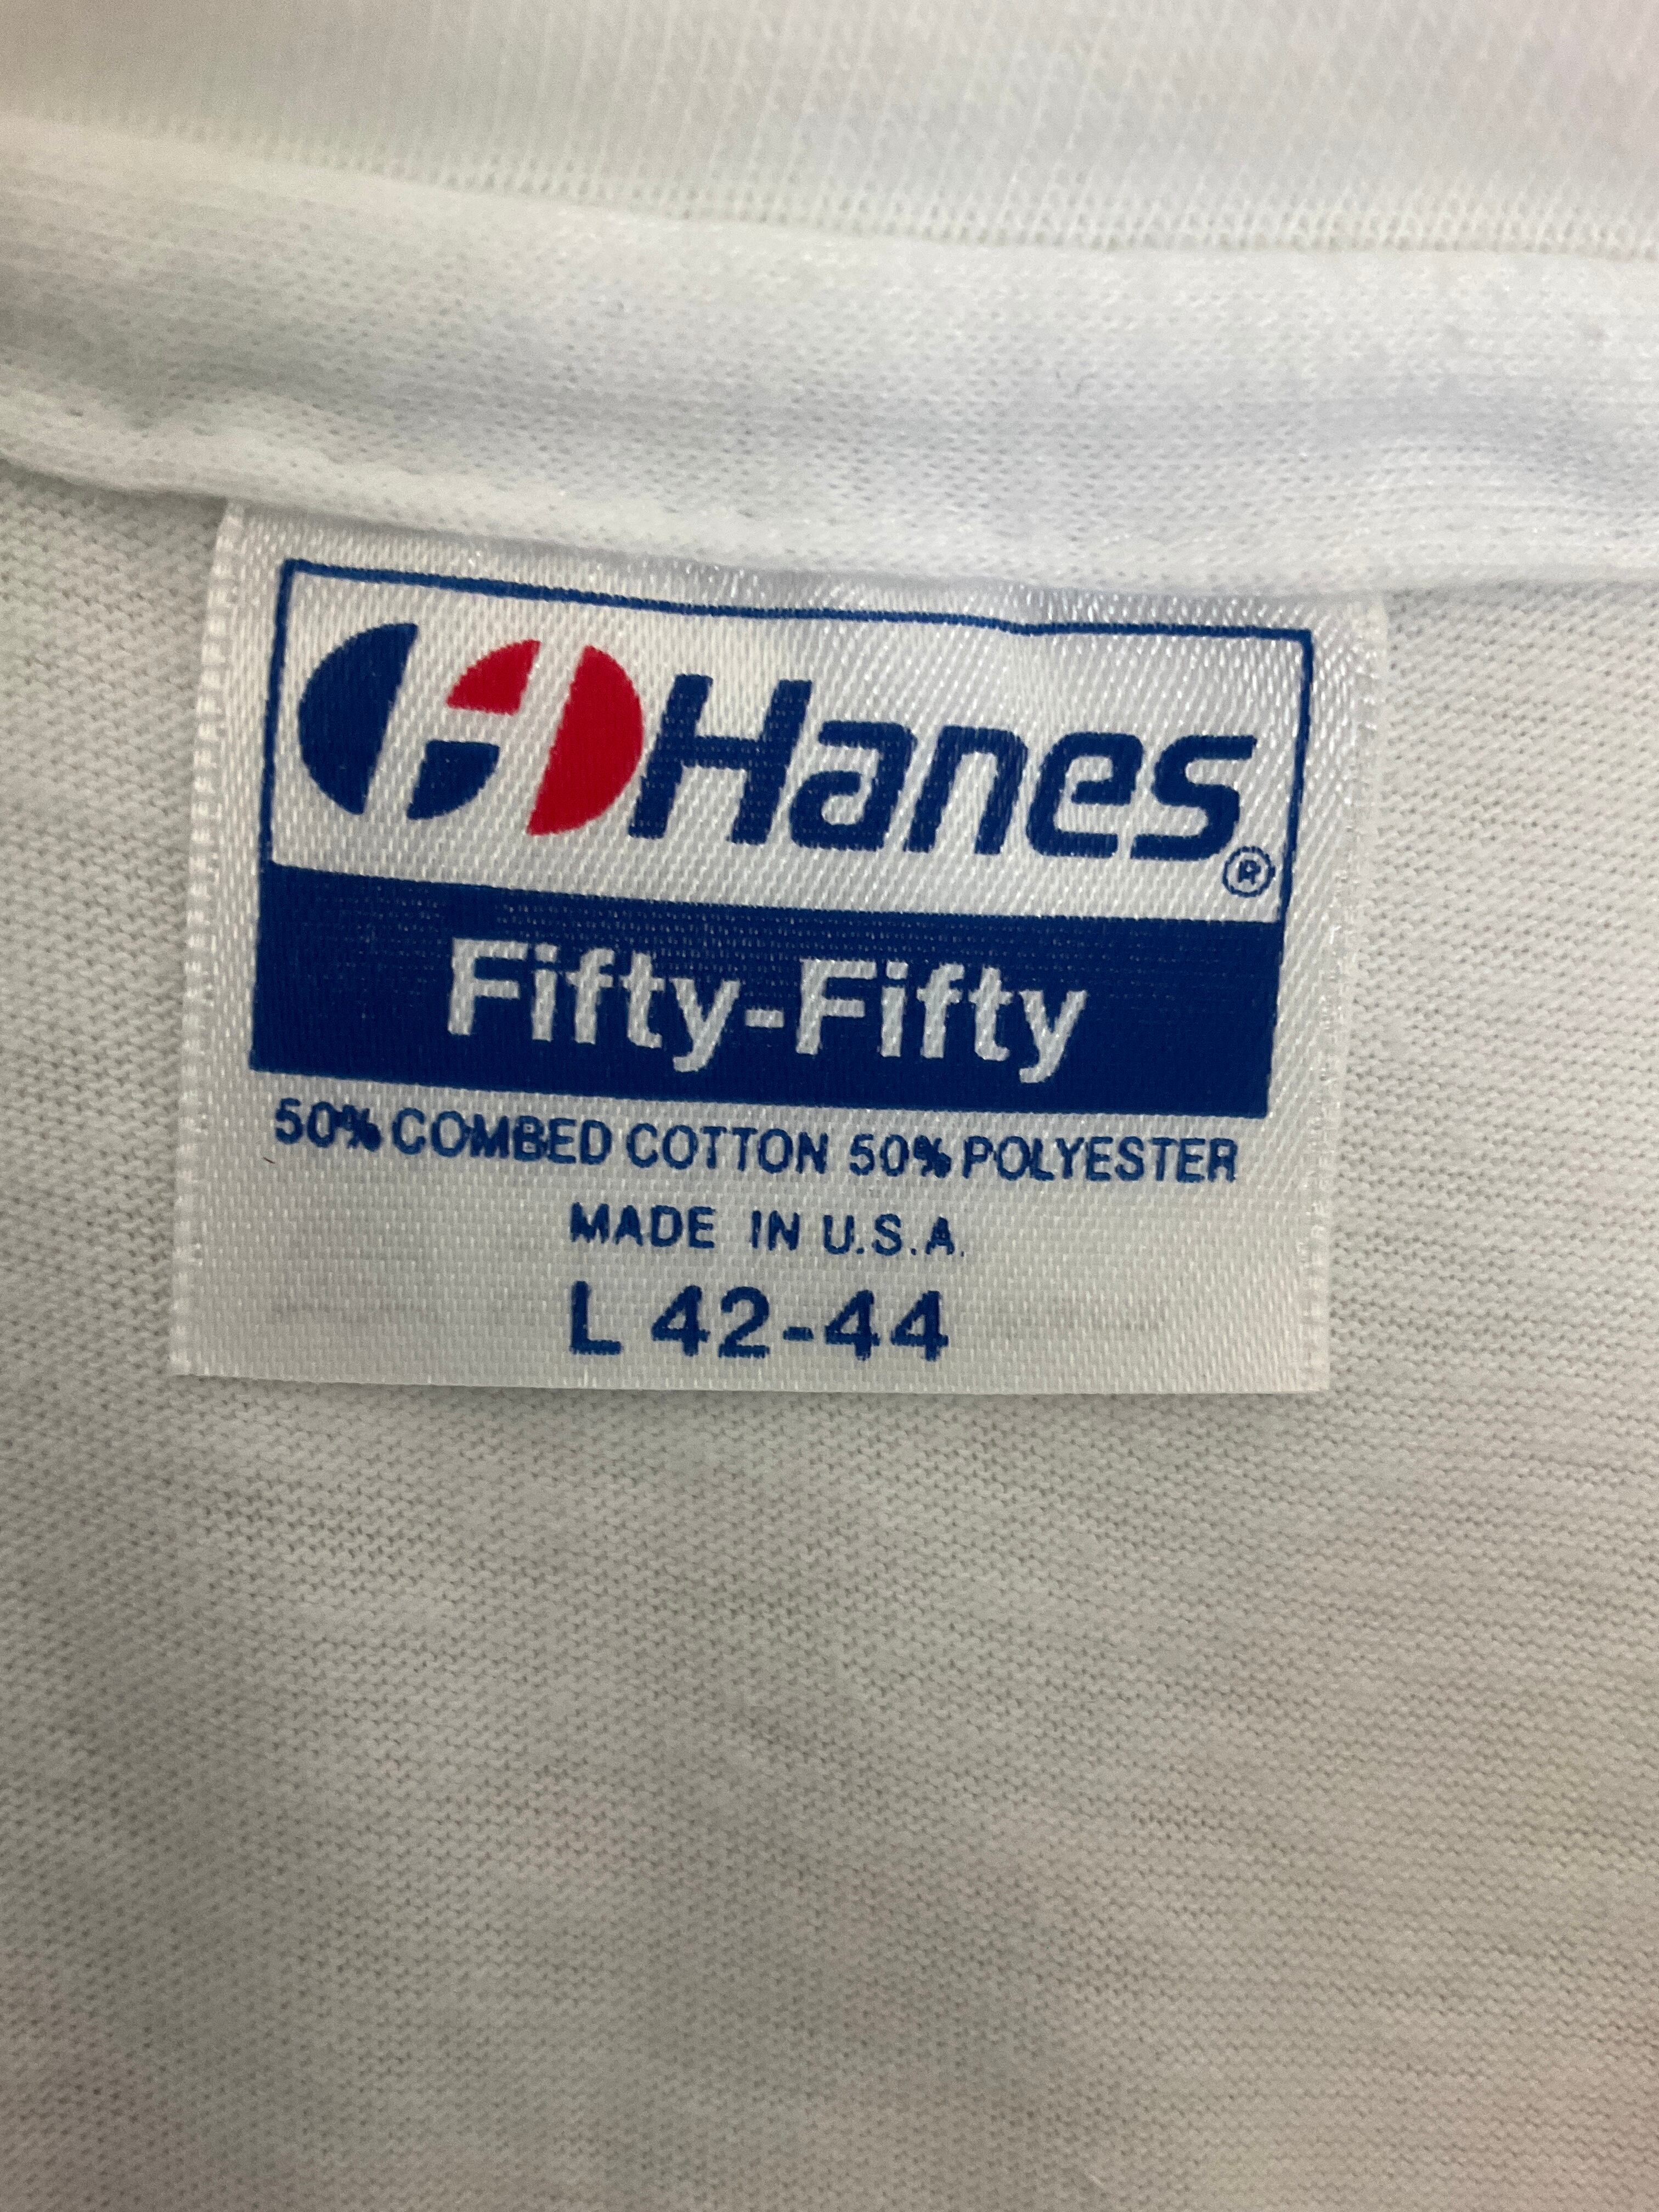 Hanes®
Fifty-Fifty
50% COMBED COTTON 50% POLYESTER
MADE IN U.S.A.
L 42-44